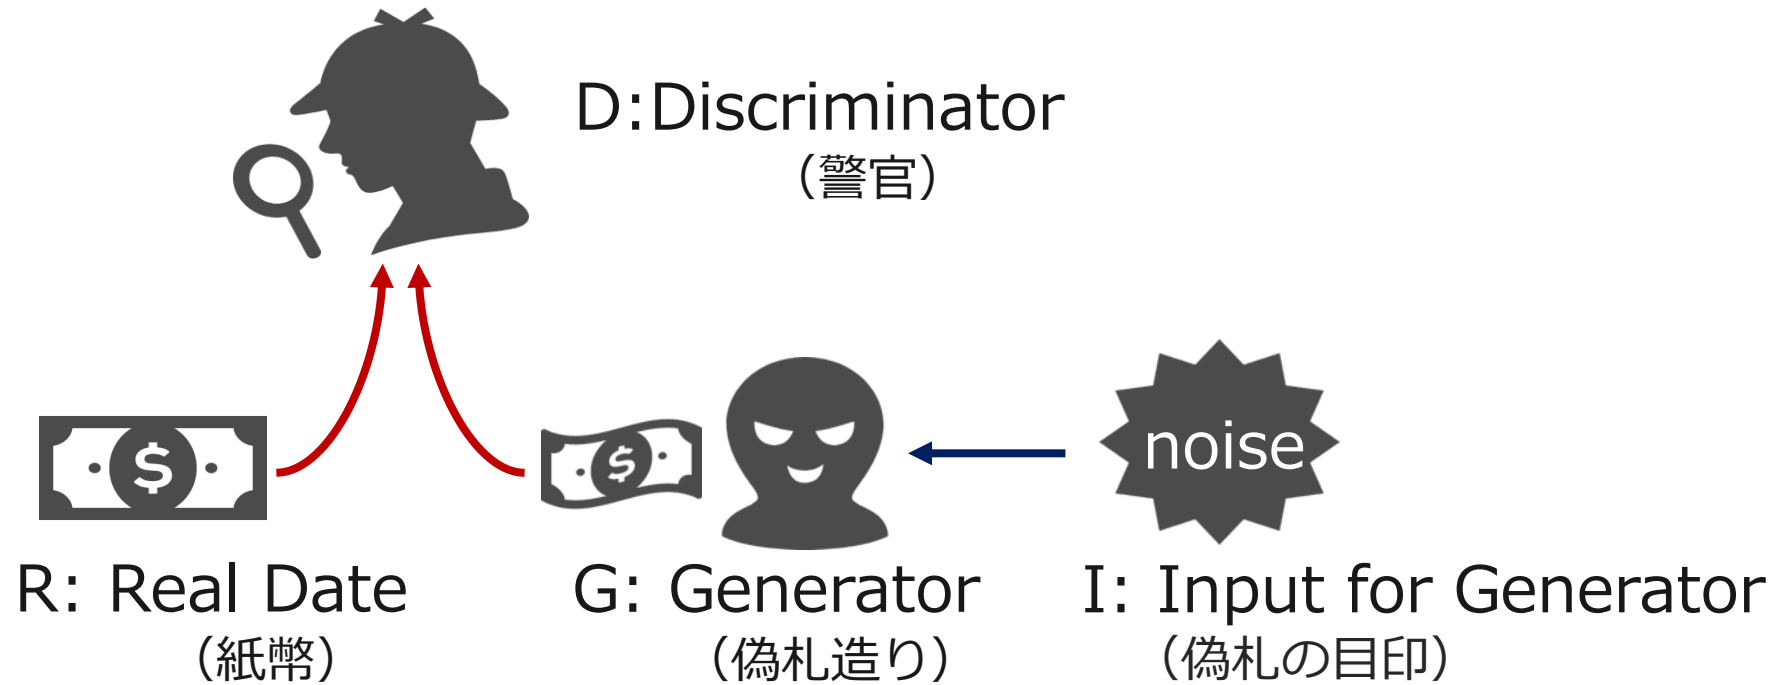 D:Discriminator
（警官）
$
$
noise
R: Real Date
（紙幣）
G: Generator
（偽札造り）
I: Input for Generator
（偽札の目印）